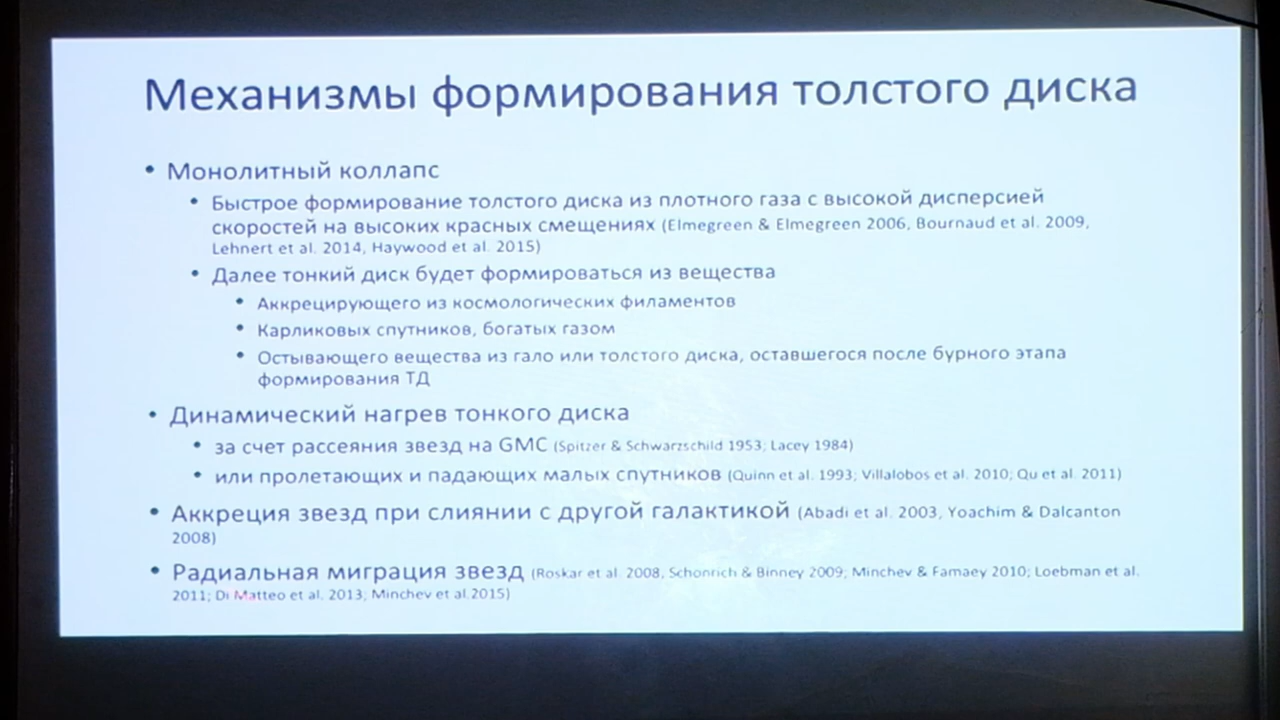 Механизмы формирования толстого диска
• Монолитный коллапс
• Быстрое формирование толстого диска из плотного газа с высокой дисперсией
скоростей на высоких красных смещениях (Elmegreen & Elmegreen 2006, Bournaud et al. 2009,
Lehnert et al. 2014, Haywood et al. 2015)
• Далее тонкий диск будет формироваться из вещества
• Аккрецирующего из космологических филаментов
• Карликовых спутников, богатых газом
• Остывающего вещества из гало или толстого диска, оставшегося после бурного этапа
формирования ТД
• Динамический нагрев тонкого диска
• за счет рассеяния звезд на GMC (Spitzer & Schwarzschild 1953; Lacey 1984)
• или пролетающих и падающих малых спутников (Quinn et al. 1993; Villalobos et al. 2010; Qu et al. 2011)
• Аккреция звезд при слиянии с другой галактикой (Abadi et al. 2003, Yoachim & Dalcanton
2008)
• Радиальная миграция звезд (Roskar et al. 2008, Schonrich & Binney 2009; Minchev & Famaey 2010; Loebman et al.
2011; Di Matteo et al. 2013; Minchev et al.2015)